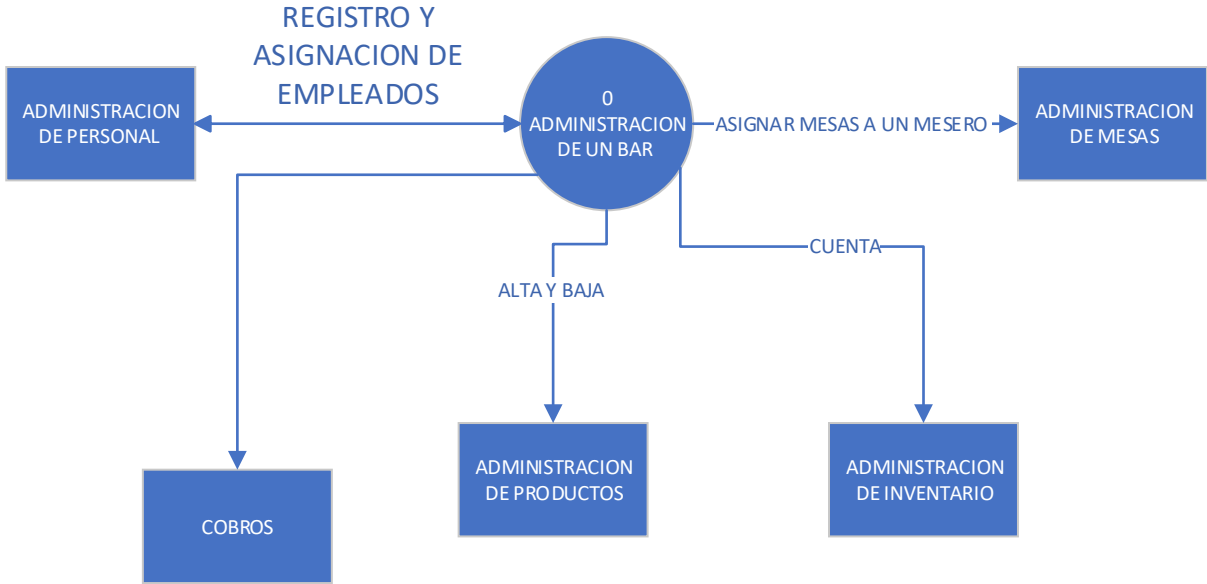 REGISTRO Y
ASIGNACION DE
EMPLEADOS
ADMINISTRACION
DE PERSONAL
0
ADMINISTRACION
DE UN BAR
ASIGNAR MESAS A UN MESERO
ADMINISTRACION
DE MESAS
CUENTA
ALTA Y BAJA
ADMINISTRACION
DE PRODUCTOS
ADMINISTRACION
DE INVENTARIO
COBROS